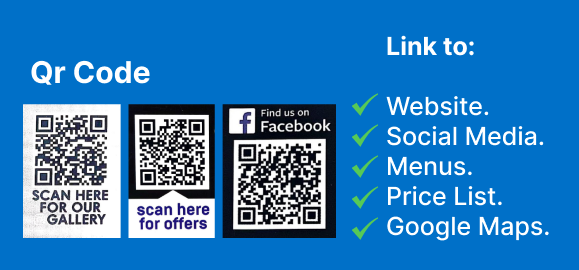 Qr Code
SCAN HERE
FOR OUR
GALLERY
scan here
for offers
f
Find us on
Facebook
Link to:
Website.
Social Media.
Menus.
Price List.
Google Maps.